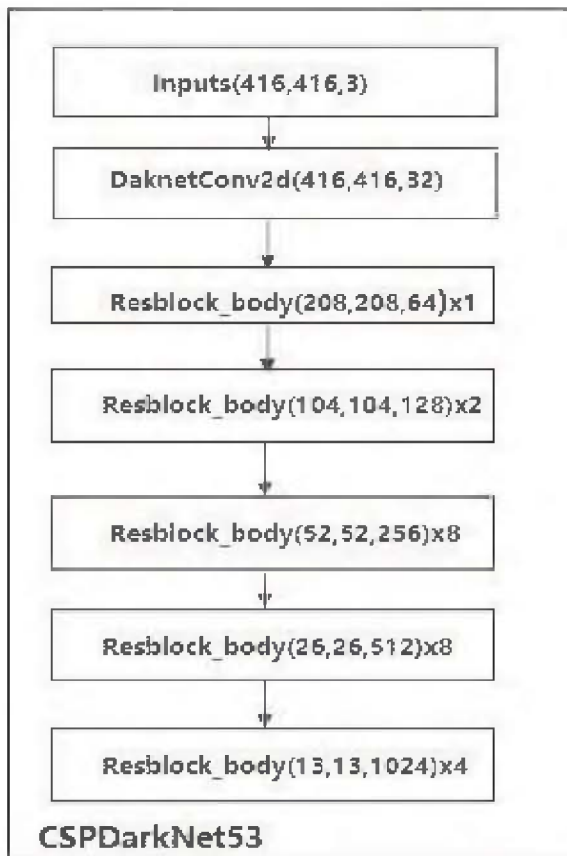 Inputs(416,416,3)
DaknetConv2d(416,416,32)
Resblock_body(208,208,64)x1
Resblock_body(104,104,128)x2
Resblock_body(52,52,256)x8
Resblock_body(26,26,512)x8
Resblock_body(13,13,1024)x4
CSPDarkNet53